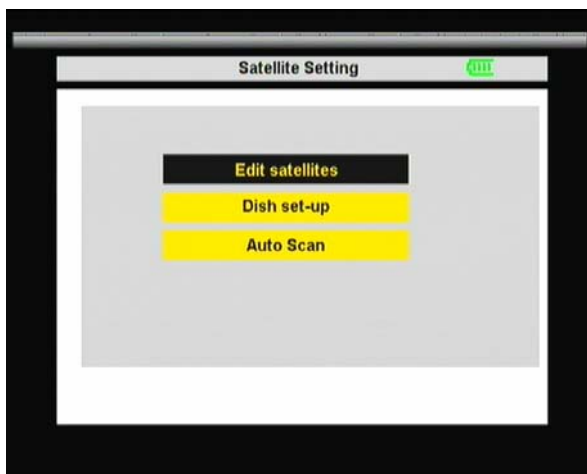 Satellite Setting
Edit satellites
Dish set-up
Auto Scan